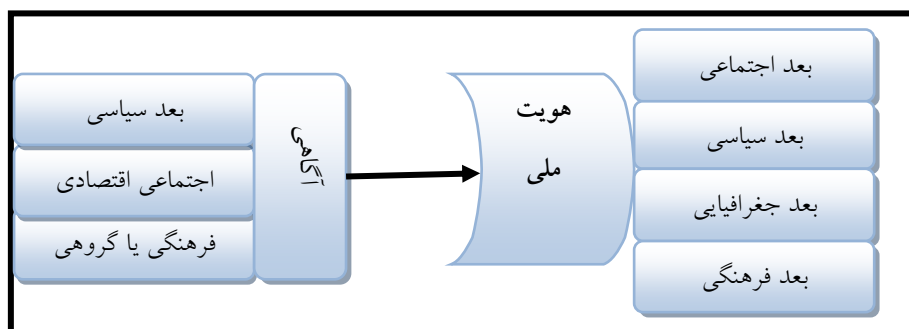 بعد اجتماعی
بعد سیاسی
بعد جغرافیایی
بعد فرهنگی
هویت
ملی
آگاهی
بعد سیاسی
اجتماعی اقتصادی
فرهنگی یا گروهی